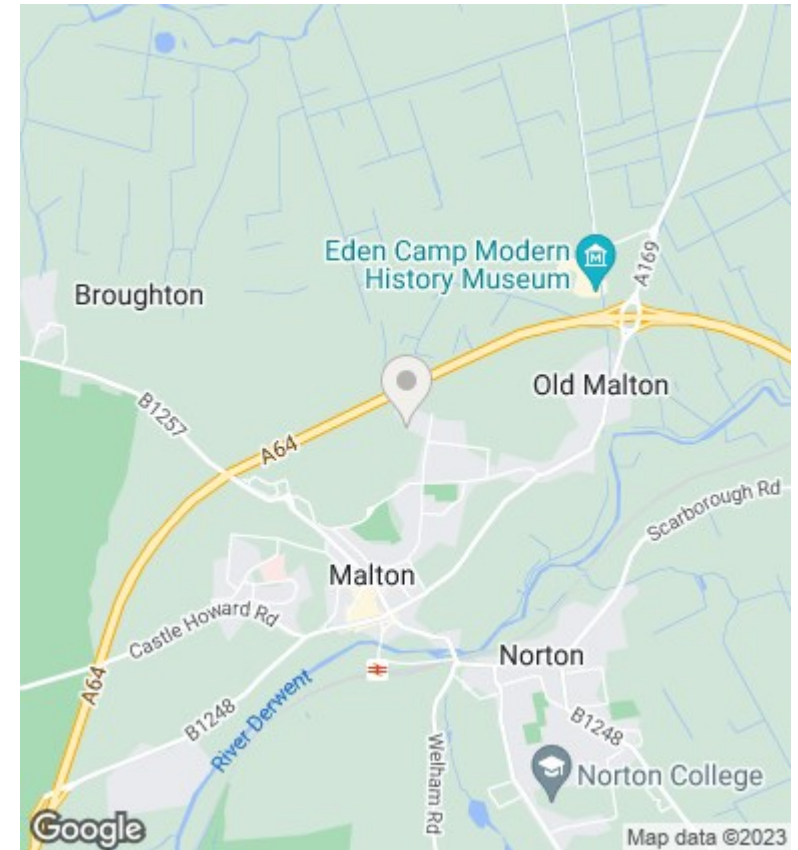 Eden Camp Modern
History Museum
A169
Broughton
Old Malton
B1257
A64
Scarborough Rd
Malton
Castle Howard Rd
Norton
A64
B1248
River Derwent
B1248
Welham Rd
Norton College
Google
Map data ©2023